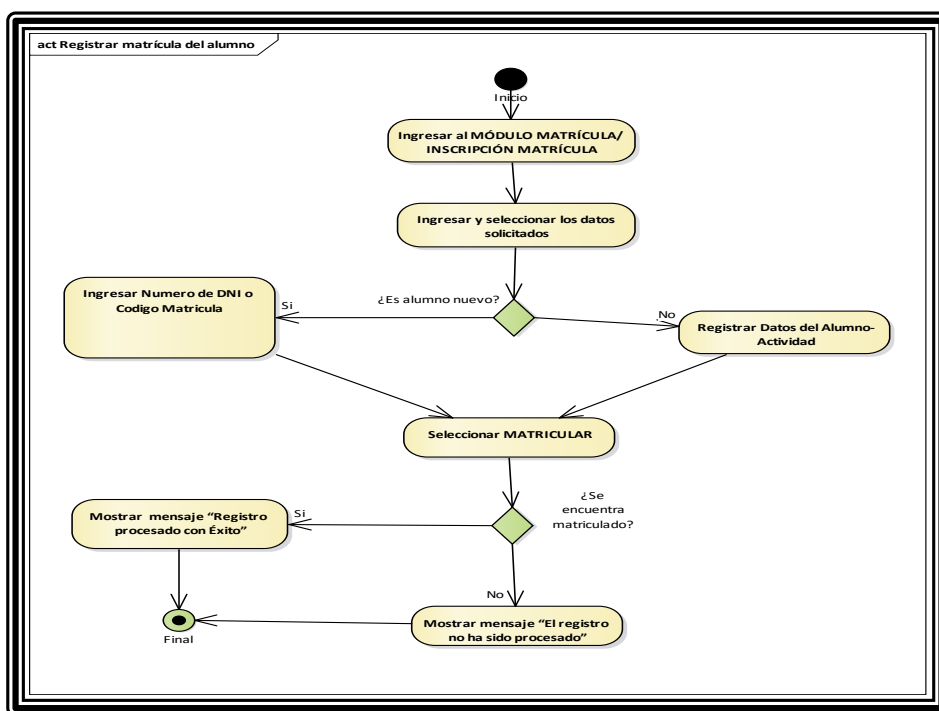 act Registrar matrícula del alumno
Inicio
Ingresar al MÓDULO MATRÍCULA/
INSCRIPCIÓN MATRÍCULA
Ingresar y seleccionar los datos
solicitados
¿Es alumno nuevo?
Si
No
Ingresar Numero de DNI o
Codigo Matricula
Registrar Datos del Alumno-
Actividad
Seleccionar MATRICULAR
¿Se
encuentra
matriculado?
Si
Mostrar mensaje “Registro
procesado con Éxito”
No
Mostrar mensaje “El registro
no ha sido procesado”
Final